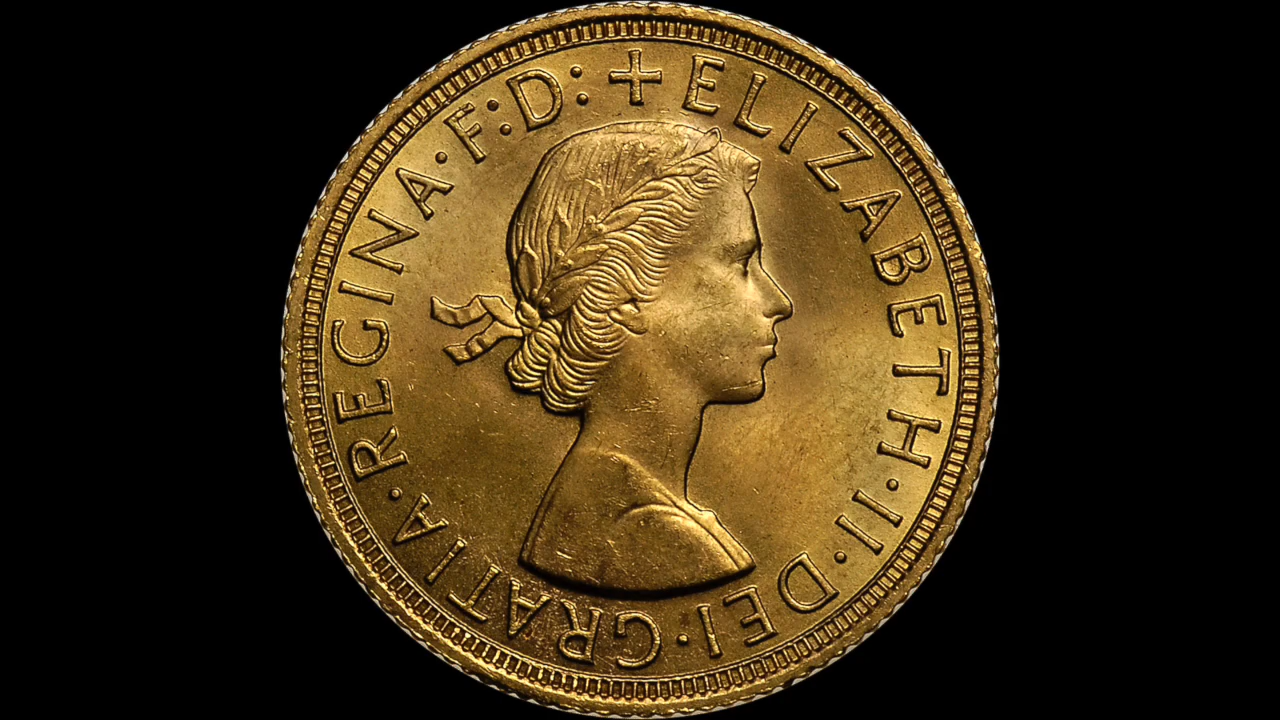 + ELIZABETH · II · DEI · GRATIA · REGINA · F: D: